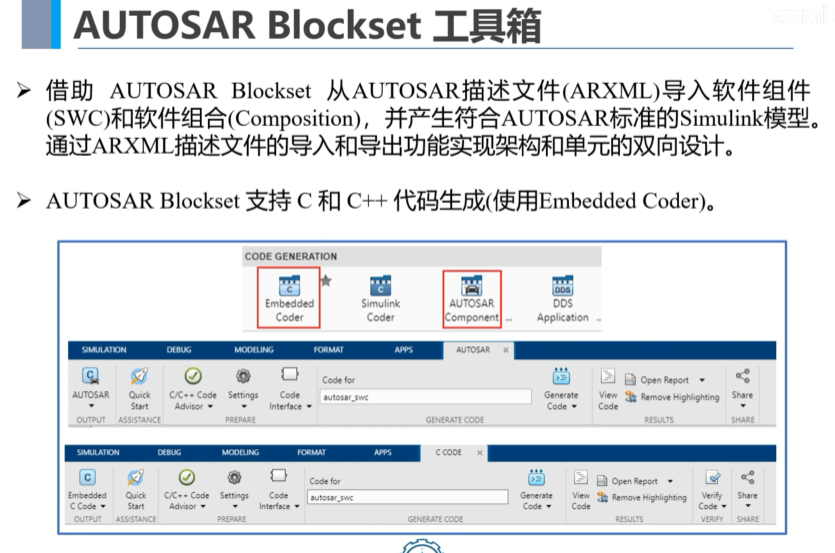 AUTOSAR Blockset 工具箱
➢ 借助 AUTOSAR Blockset 从AUTOSAR描述文件(ARXML)导入软件组件
(SWC)和软件组合(Composition)，并产生符合AUTOSAR标准的Simulink模型。
通过ARXML描述文件的导入和导出功能实现架构和单元的双向设计。
➢ AUTOSAR Blockset 支持 C 和 C++ 代码生成(使用Embedded Coder)。
CODE GENERATION
Embedded Simulink AUTOSAR DDS
Coder Coder Component ... Application ...
SIMULATION DEBUG MODELING FORMAT APPS AUTOSAR ×
AUTOSAR Quick C/C++ Code Settings Code Code for Generate View Open Report Share
Start Advisor Interface autosar_swc Code Code Remove Highlighting
OUTPUT ASSISTANCE PREPARE GENERATE CODE RESULTS SHARE
SIMULATION DEBUG MODELING FORMAT APPS C CODE ×
Embedded Quick C/C++ Code Settings Code Code for Generate View Open Report Verify Share
C Code Start Advisor Interface autosar_swc Code Code Remove Highlighting Code
OUTPUT ASSISTANCE PREPARE GENERATE CODE RESULTS VERIFY SHARE